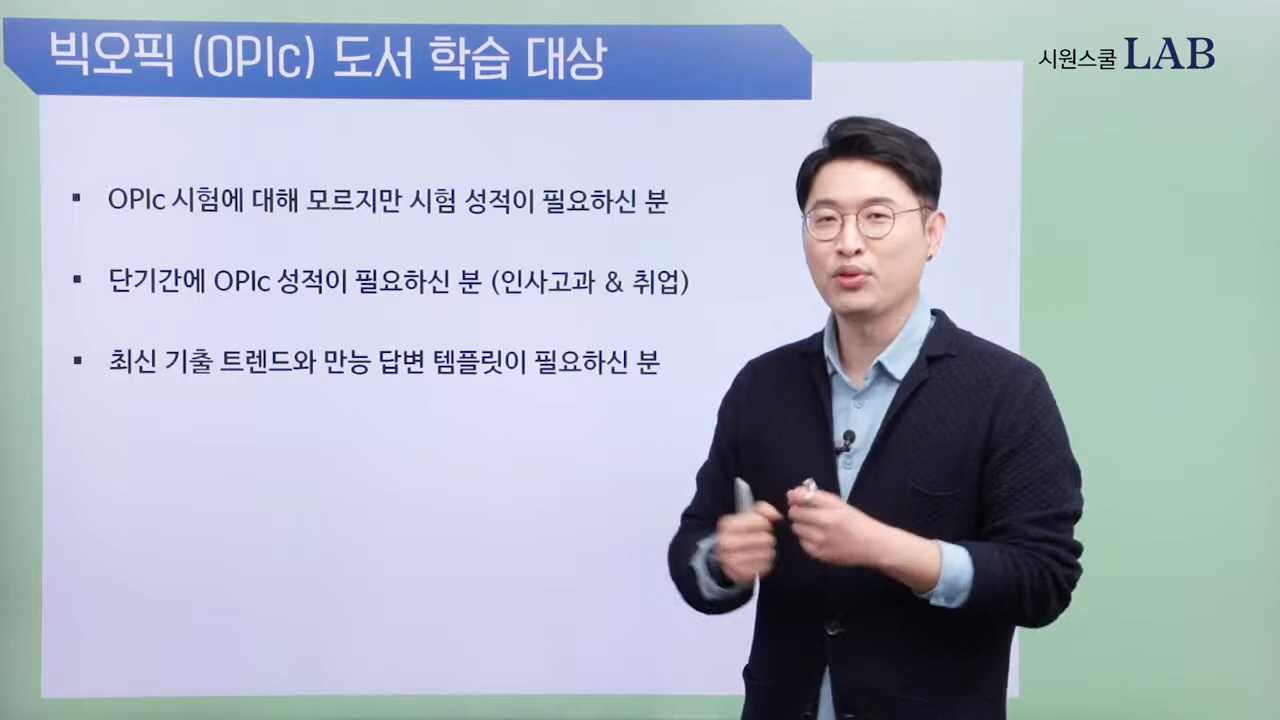 빅오픽 (OPIc) 도서 학습 대상
시원스쿨 LAB
▪ OPIc 시험에 대해 모르지만 시험 성적이 필요하신 분
▪ 단기간에 OPIc 성적이 필요하신 분 (인사고과 & 취업)
▪ 최신 기출 트렌드와 만능 답변 템플릿이 필요하신 분